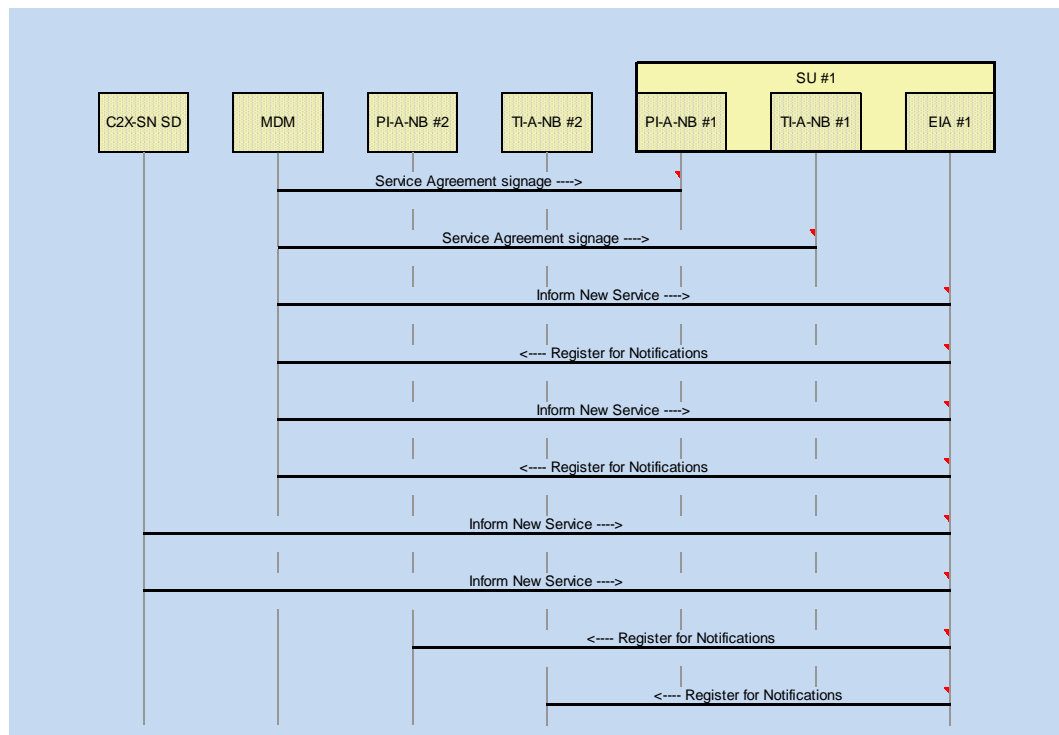 SU #1
C2X-SN SD
MDM
PI-A-NB #2
TI-A-NB #2
PI-A-NB #1
TI-A-NB #1
EIA #1
Service Agreement signage ---->
Service Agreement signage ---->
Inform New Service ---->
<---- Register for Notifications
Inform New Service ---->
<---- Register for Notifications
Inform New Service ---->
Inform New Service ---->
<---- Register for Notifications
<---- Register for Notifications